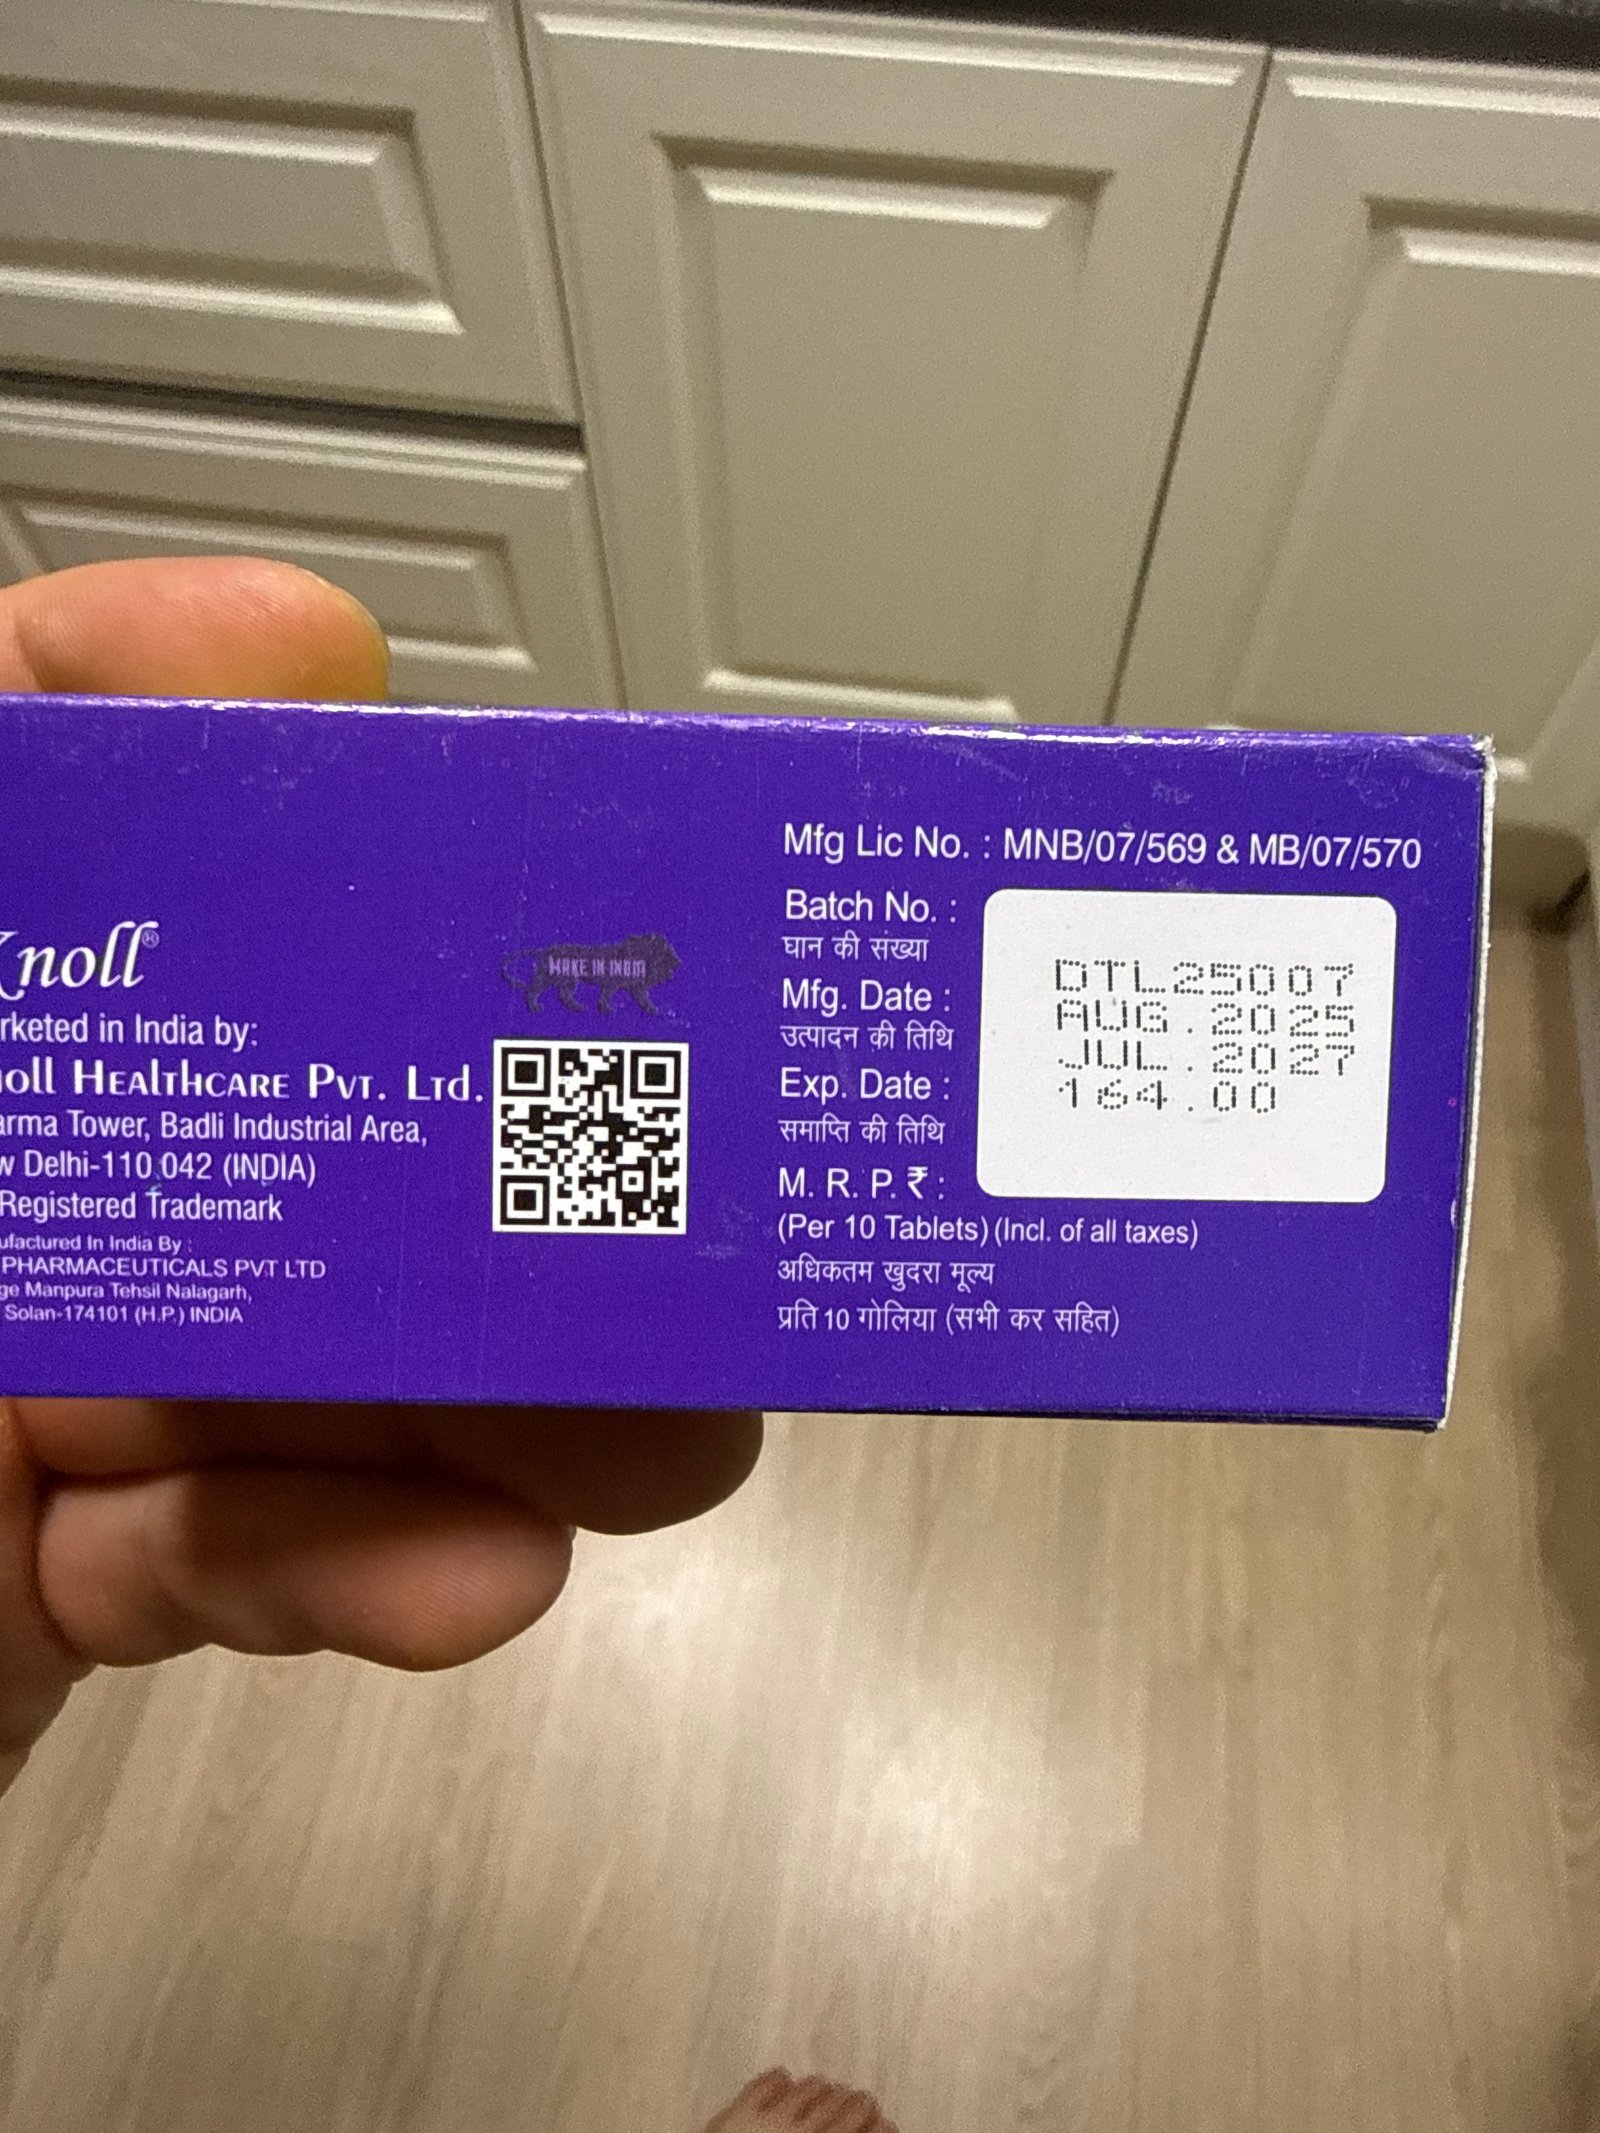 noll®
rketed in India by:
oll HEALTHCARE PVT. LTD.
arma Tower, Badli Industrial Area,
w Delhi-110 042 (INDIA)
Registered Trademark
ufactured In India By :
PHARMACEUTICALS PVT LTD
ge Manpura Tehsil Nalagarh,
Solan-174101 (H.P.) INDIA
MAKE IN INDIA
Mfg Lic No. : MNB/07/569 & MB/07/570
Batch No. : DTL25007
घान की संख्या
Mfg. Date : AUG.2025
उत्पादन की तिथि
Exp. Date : JUL.2027
समाप्ति की तिथि
M. R. P. ₹ : 164.00
(Per 10 Tablets) (Incl. of all taxes)
अधिकतम खुदरा मूल्य
प्रति 10 गोलिया (सभी कर सहित)